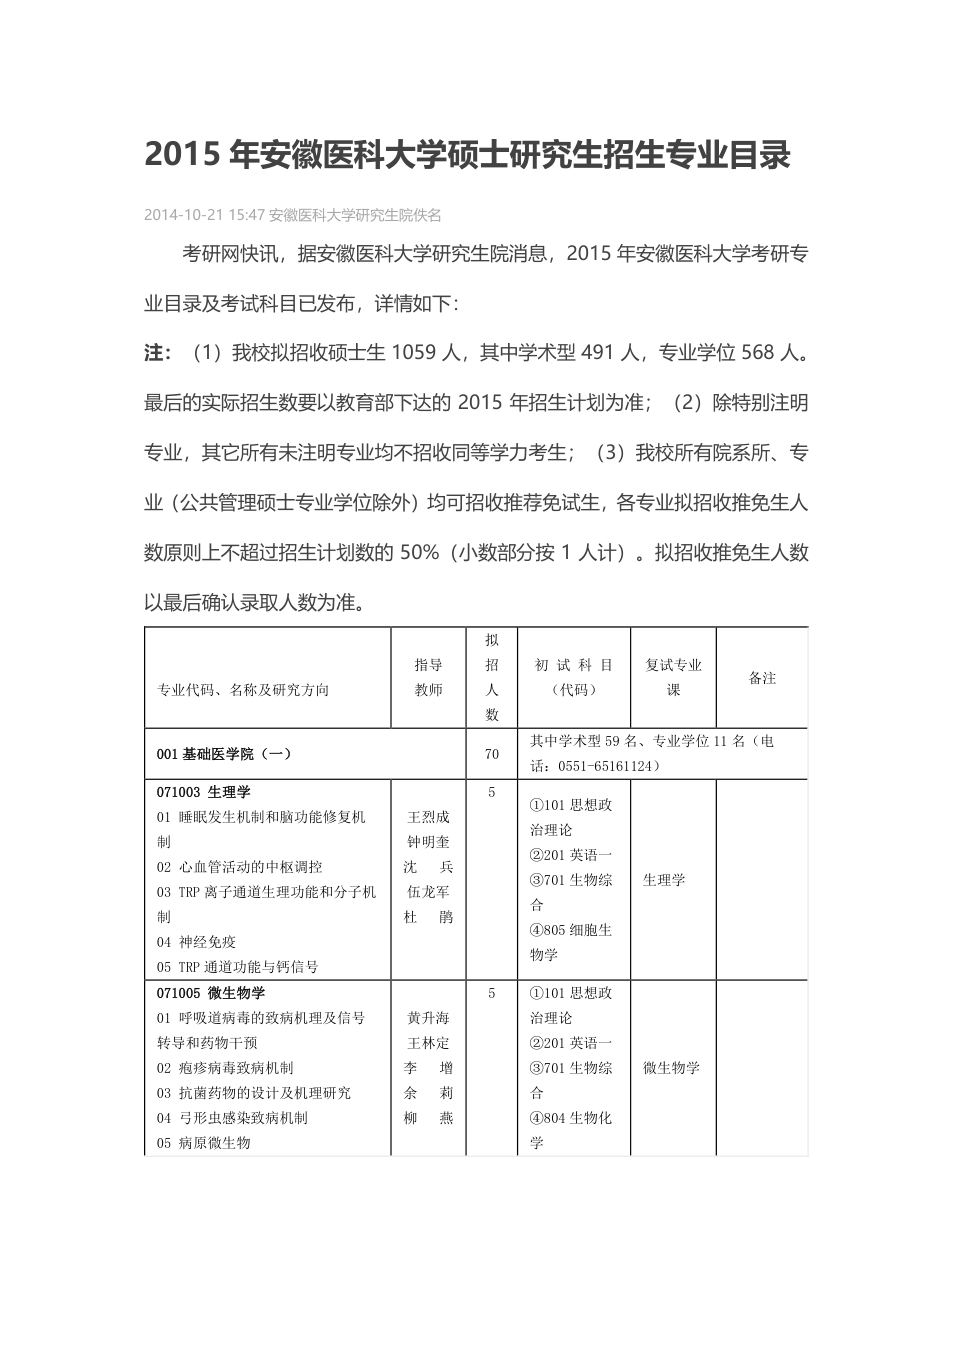 2015 年安徽医科大学硕士研究生招生专业目录
2014-10-21 15:47 安徽医科大学研究生院佚名
考研网快讯，据安徽医科大学研究生院消息，2015 年安徽医科大学考研专
业目录及考试科目已发布，详情如下：
注：（1）我校拟招收硕士生 1059 人，其中学术型 491 人，专业学位 568 人。
最后的实际招生数要以教育部下达的 2015 年招生计划为准；（2）除特别注明
专业，其它所有未注明专业均不招收同等学力考生；（3）我校所有院系所、专
业（公共管理硕士专业学位除外）均可招收推荐免试生，各专业拟招收推免生人
数原则上不超过招生计划数的 50%（小数部分按 1 人计）。拟招收推免生人数
以最后确认录取人数为准。
专业代码、名称及研究方向
指导
教师
拟
招
人
数
初 试 科 目
（代码）
复试专业
课
备注
001 基础医学院（一）
70
其中学术型 59 名、专业学位 11 名（电
话：0551-65161124）
071003 生理学
01 睡眠发生机制和脑功能修复机
制
02 心血管活动的中枢调控
03 TRP 离子通道生理功能和分子机
制
04 神经免疫
05 TRP 通道功能与钙信号
王烈成
钟明奎
沈 兵
伍龙军
杜 鹃
5
①101 思想政
治理论
②201 英语一
③701 生物综
合
④805 细胞生
物学
生理学
071005 微生物学
01 呼吸道病毒的致病机理及信号
转导和药物干预
02 疱疹病毒致病机制
03 抗菌药物的设计及机理研究
04 弓形虫感染致病机制
05 病原微生物
黄升海
王林定
李 增
余 莉
柳 燕
5
①101 思想政
治理论
②201 英语一
③701 生物综
合
④804 生物化
学
微生物学